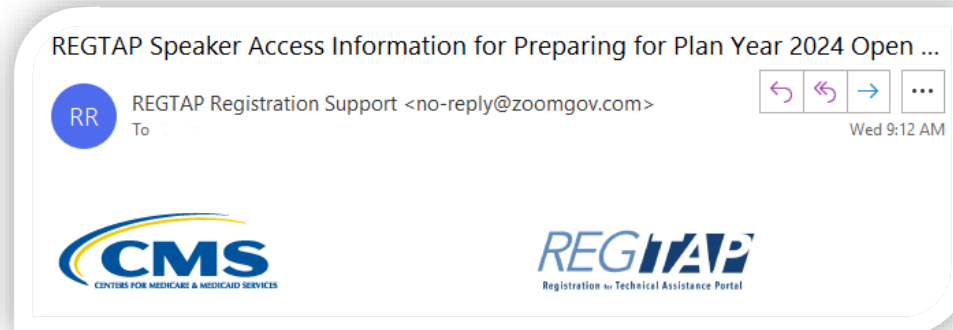 REGTAP Speaker Access Information for Preparing for Plan Year 2024 Open ...
RR
REGTAP Registration Support <no-reply@zoomgov.com>
To
Wed 9:12 AM
CMS
CENTERS FOR MEDICARE & MEDICAID SERVICES
REGTAP
Registration for Technical Assistance Portal